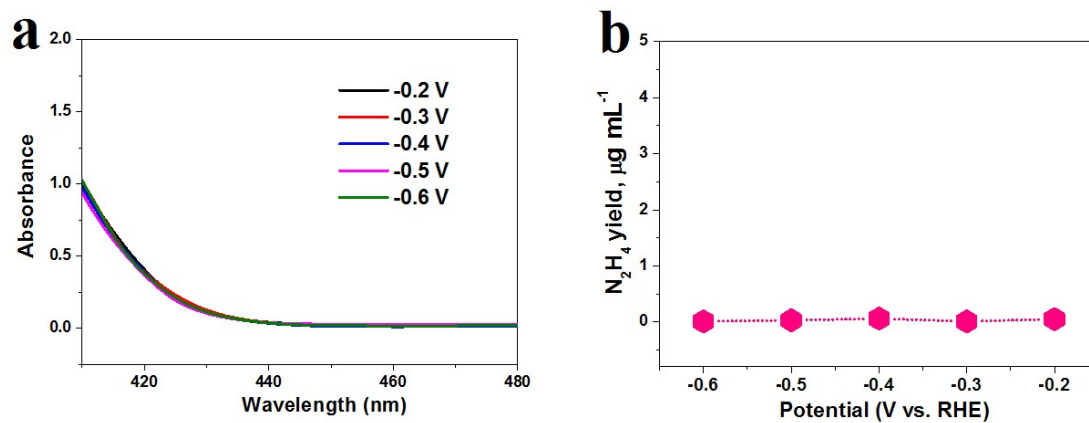 a
2.0
1.5
1.0
0.5
0.0
Absorbance
-0.2 V
-0.3 V
-0.4 V
-0.5 V
-0.6 V
420
440
460
480
Wavelength (nm)
b
5
4
3
2
1
0
N₂H₄ yield, μg mL⁻¹
-0.6
-0.5
-0.4
-0.3
-0.2
Potential (V vs. RHE)